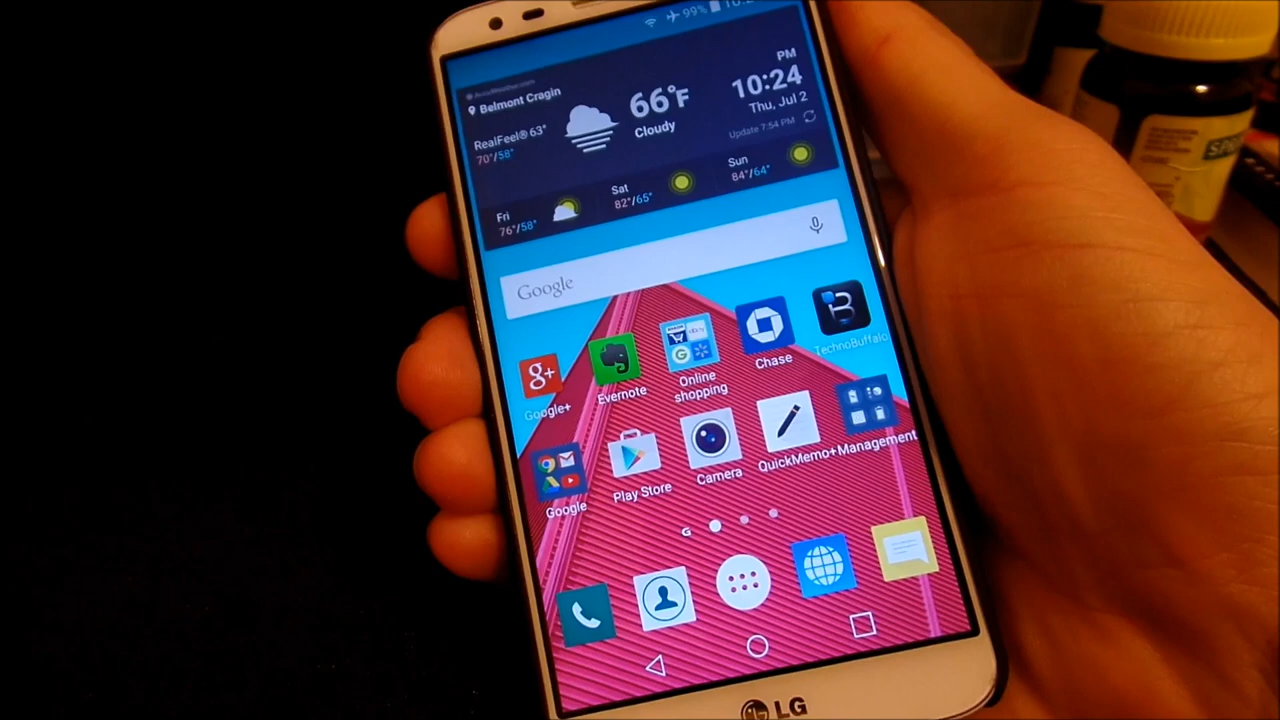 99%
AccuWeather.com
Belmont Cragin
RealFeel® 63°
70°/58°
66°F
Cloudy
PM
10:24
Thu, Jul 2
Update 7:54 PM
Fri
76°/58°
Sat
82°/65°
Sun
84°/64°
Google
g+
Google+
Evernote
Online
shopping
Chase
B
TechnoBuffalo
Google
Play Store
Camera
QuickMemo+
Management
G
LG